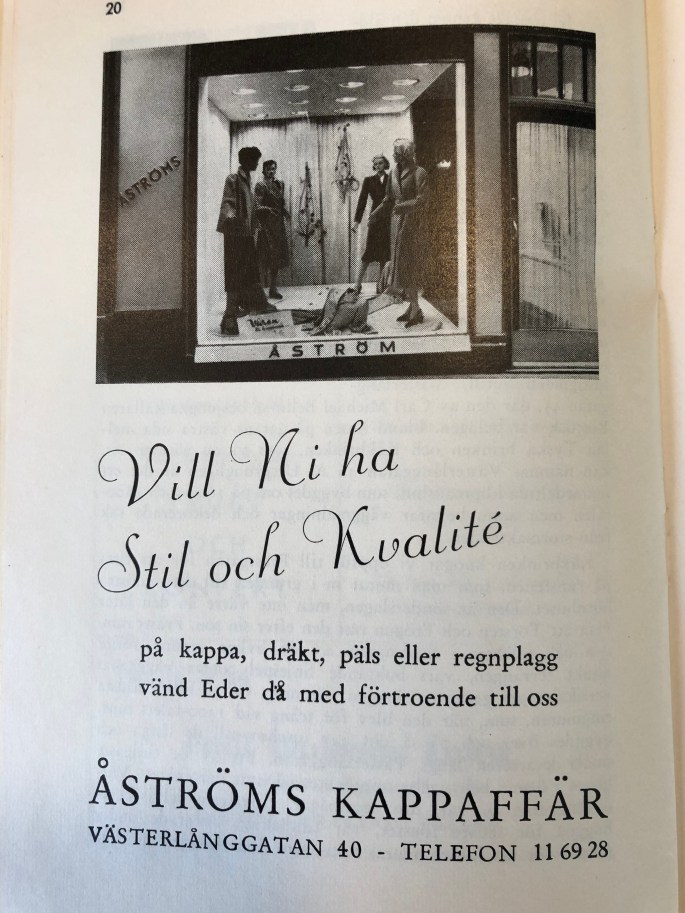 20
ÅSTRÖMS
Våren
ÅSTRÖM
Vill Ni ha
Stil och Kvalité
på kappa, dräkt, päls eller regnplagg
vänd Eder då med förtroende till oss
ÅSTRÖMS KAPPAFFÄR
VÄSTERLÅNGGATAN 40 - TELEFON 11 69 28